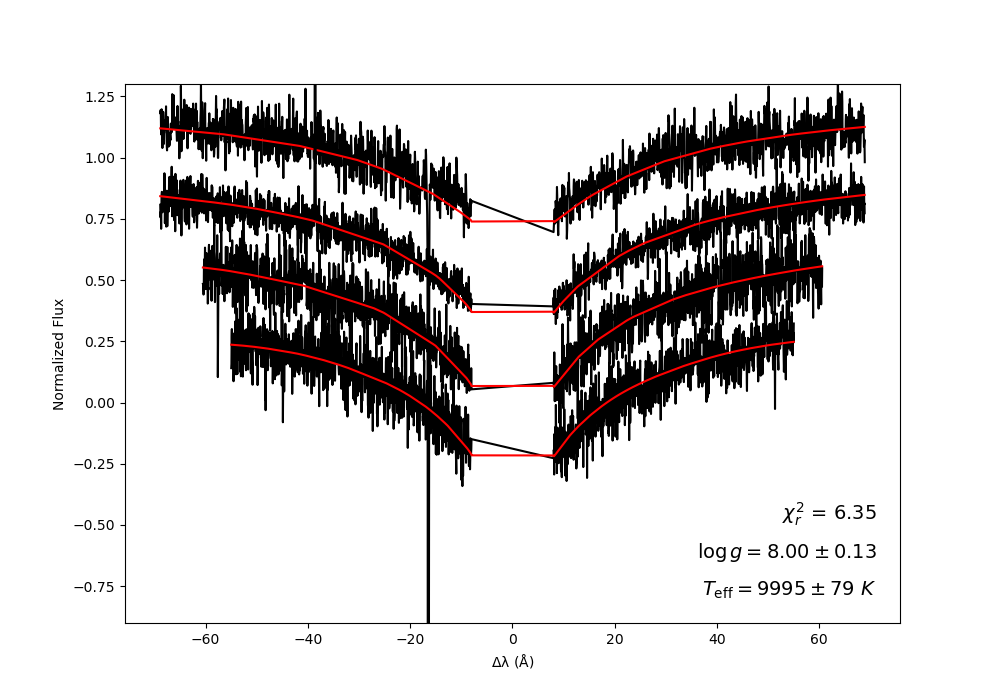 1.25
1.00
0.75
0.50
0.25
0.00
−0.25
−0.50
−0.75
Normalized Flux
χ²ᵣ = 6.35
log g = 8.00 ± 0.13
T_eff = 9995 ± 79 K
−60 −40 −20 0 20 40 60
Δλ (Å)